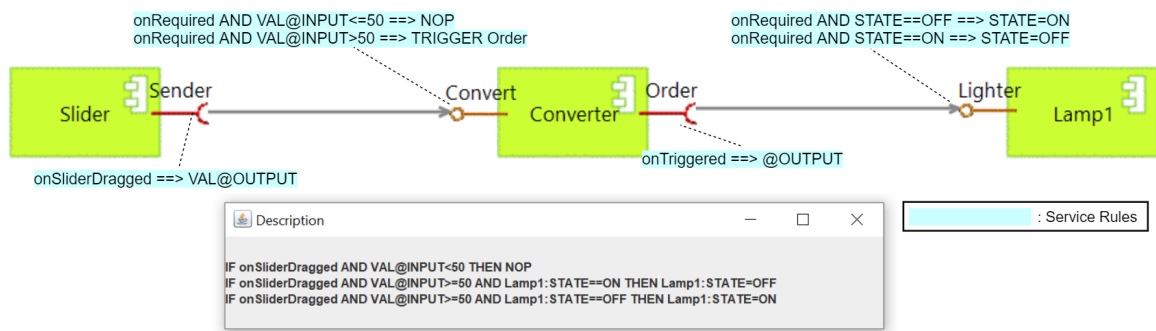 onRequired AND VAL@INPUT<=50 ==> NOP
onRequired AND VAL@INPUT>50 ==> TRIGGER Order
onRequired AND STATE==OFF ==> STATE=ON
onRequired AND STATE==ON ==> STATE=OFF
Slider
Sender
Convert
Converter
Order
Lighter
Lamp1
onSliderDragged ==> VAL@OUTPUT
onTriggered ==> @OUTPUT
Description
: Service Rules
IF onSliderDragged AND VAL@INPUT<50 THEN NOP
IF onSliderDragged AND VAL@INPUT>=50 AND Lamp1:STATE==ON THEN Lamp1:STATE=OFF
IF onSliderDragged AND VAL@INPUT>=50 AND Lamp1:STATE==OFF THEN Lamp1:STATE=ON